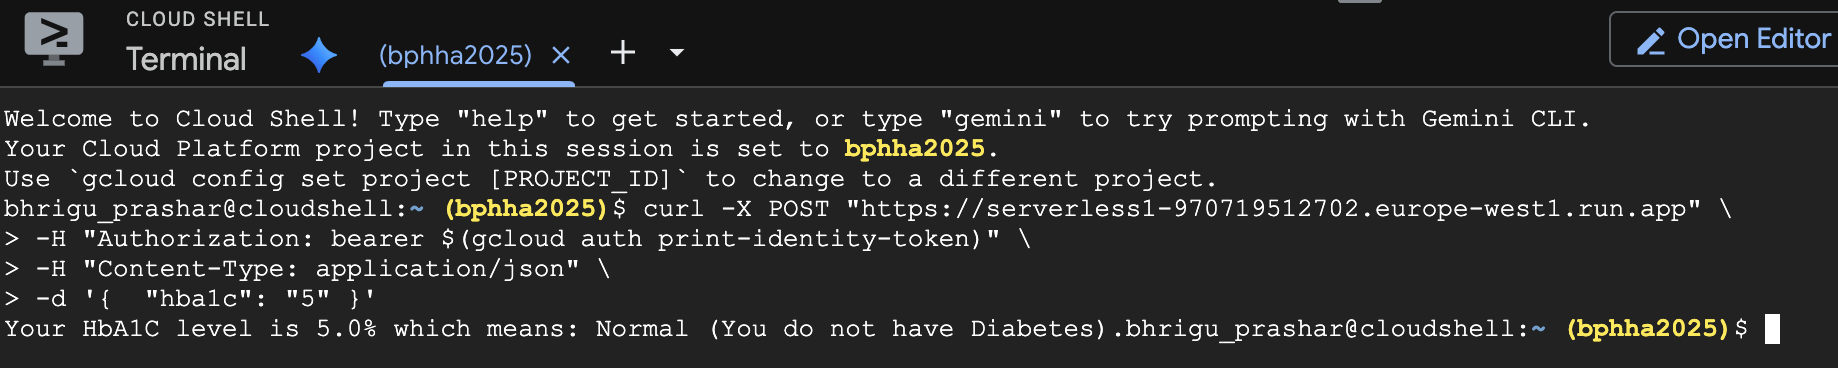 CLOUD SHELL
Terminal
(bphha2025)
Open Editor
Welcome to Cloud Shell! Type "help" to get started, or type "gemini" to try prompting with Gemini CLI.
Your Cloud Platform project in this session is set to bphha2025.
Use `gcloud config set project [PROJECT_ID]` to change to a different project.
bhrigu_prashar@cloudshell:~ (bphha2025)$ curl -X POST "https://serverless1-970719512702.europe-west1.run.app" \
> -H "Authorization: bearer $(gcloud auth print-identity-token)" \
> -H "Content-Type: application/json" \
> -d '{  "hba1c": "5" }'
Your HbA1C level is 5.0% which means: Normal (You do not have Diabetes).bhrigu_prashar@cloudshell:~ (bphha2025)$